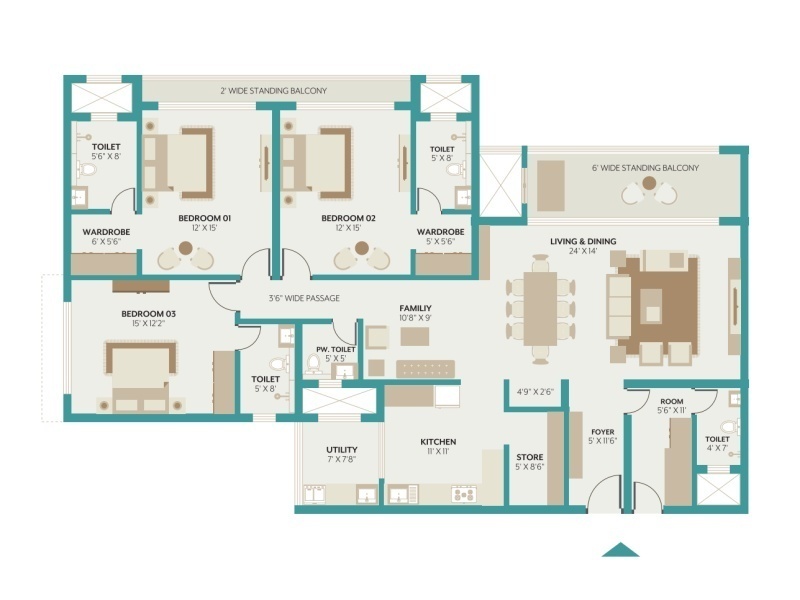 2' WIDE STANDING BALCONY
TOILET
5'6" X 8'
TOILET
5' X 8'
6' WIDE STANDING BALCONY
BEDROOM 01
12' X 15'
BEDROOM 02
12' X 15'
WARDROBE
6' X 5'6"
WARDROBE
5' X 5'6"
LIVING & DINING
24' X 14'
3'6" WIDE PASSAGE
BEDROOM 03
15' X 12'2"
FAMILIY
10'8" X 9'
PW. TOILET
5' X 5'
TOILET
5' X 8'
4'9" X 2'6"
ROOM
5'6" X 11'
FOYER
5' X 11'6"
TOILET
4' X 7'
KITCHEN
11' X 11'
UTILITY
7' X 7'8"
STORE
5' X 8'6"